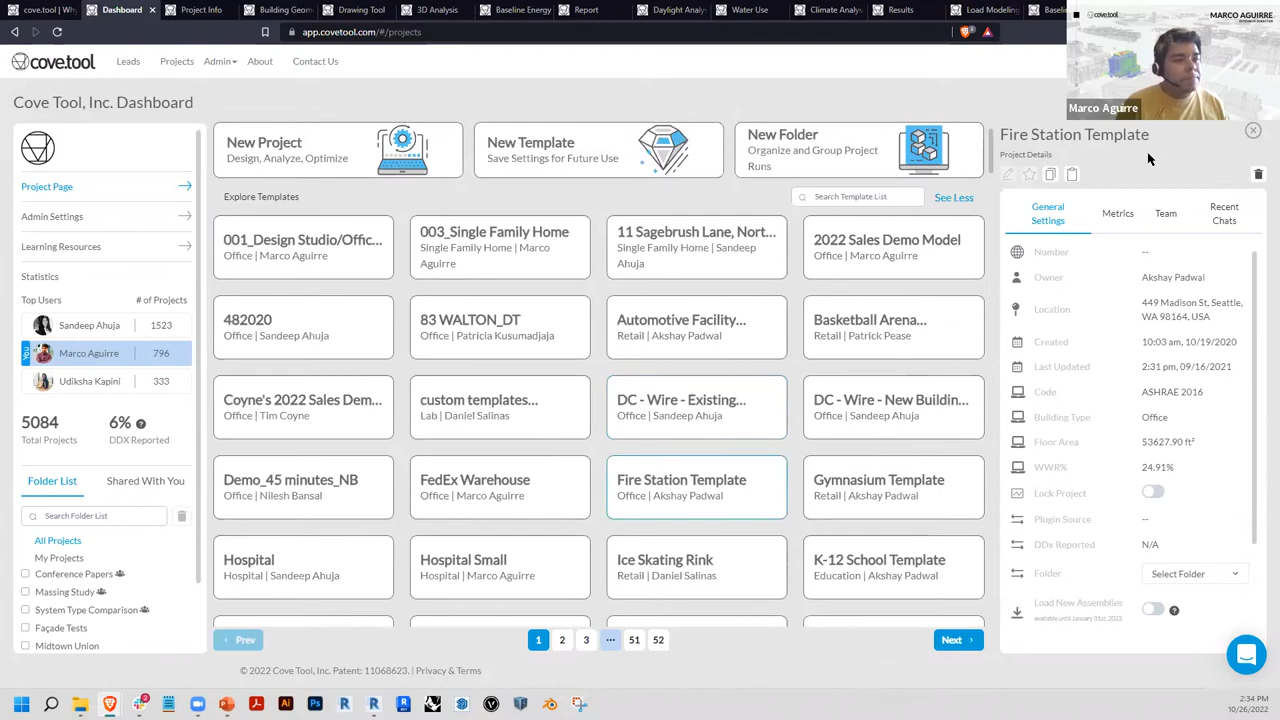 cove.tool | Wh
Dashboard
Project Info
Building Geom
Drawing Tool
3D Analysis
Baseline Energy
Report
Daylight Analy
Water Use
Climate Analys
Results
Load Modeling
Baseli
app.covetool.com/#/projects
cove.tool
MARCO AGUIRRE
Marco Aguirre
cove.tool
Leads
Projects
Admin
About
Contact Us
Cove Tool, Inc. Dashboard
Project Page
Admin Settings
Learning Resources
Statistics
Top Users # of Projects
Sandeep Ahuja 1523
You
Marco Aguirre 796
Udiksha Kapini 333
5084 6%
Total Projects DDX Reported
Folder List Shared With You
Search Folder List
All Projects
My Projects
Conference Papers
Massing Study
System Type Comparison
Façade Tests
Midtown Union
New Project
Design, Analyze, Optimize
New Template
Save Settings for Future Use
New Folder
Organize and Group Project
Runs
Explore Templates
Search Template List
See Less
001_Design Studio/Offic...
Office | Marco Aguirre
003_Single Family Home
Single Family Home | Marco
Aguirre
11 Sagebrush Lane, Nort...
Single Family Home | Sandeep
Ahuja
2022 Sales Demo Model
Office | Marco Aguirre
482020
Office | Sandeep Ahuja
83 WALTON_DT
Office | Patricia Kusumadjaja
Automotive Facility...
Retail | Akshay Padwal
Basketball Arena...
Retail | Patrick Pease
Coyne's 2022 Sales Dem...
Office | Tim Coyne
custom templates...
Lab | Daniel Salinas
DC - Wire - Existing...
Office | Sandeep Ahuja
DC - Wire - New Buildin...
Office | Sandeep Ahuja
Demo_45 minutes_NB
Office | Nilesh Bansal
FedEx Warehouse
Office | Marco Aguirre
Fire Station Template
Office | Akshay Padwal
Gymnasium Template
Retail | Akshay Padwal
Hospital
Hospital | Sandeep Ahuja
Hospital Small
Hospital | Marco Aguirre
Ice Skating Rink
Retail | Daniel Salinas
K-12 School Template
Education | Akshay Padwal
‹ Prev
1 2 3 ••• 51 52
Next ›
© 2022 Cove Tool, Inc. Patent: 11068623. | Privacy & Terms
Fire Station Template
Project Details
General
Settings
Metrics
Team
Recent
Chats
Number --
Owner Akshay Padwal
Location 449 Madison St, Seattle,
WA 98164, USA
Created 10:03 am, 10/19/2020
Last Updated 2:31 pm, 09/16/2021
Code ASHRAE 2016
Building Type Office
Floor Area 53627.90 ft²
WWR% 24.91%
Lock Project
Plugin Source --
DDx Reported N/A
Folder Select Folder
Load New Assemblies
available until January 31st, 2023
2:34 PM
10/26/2022